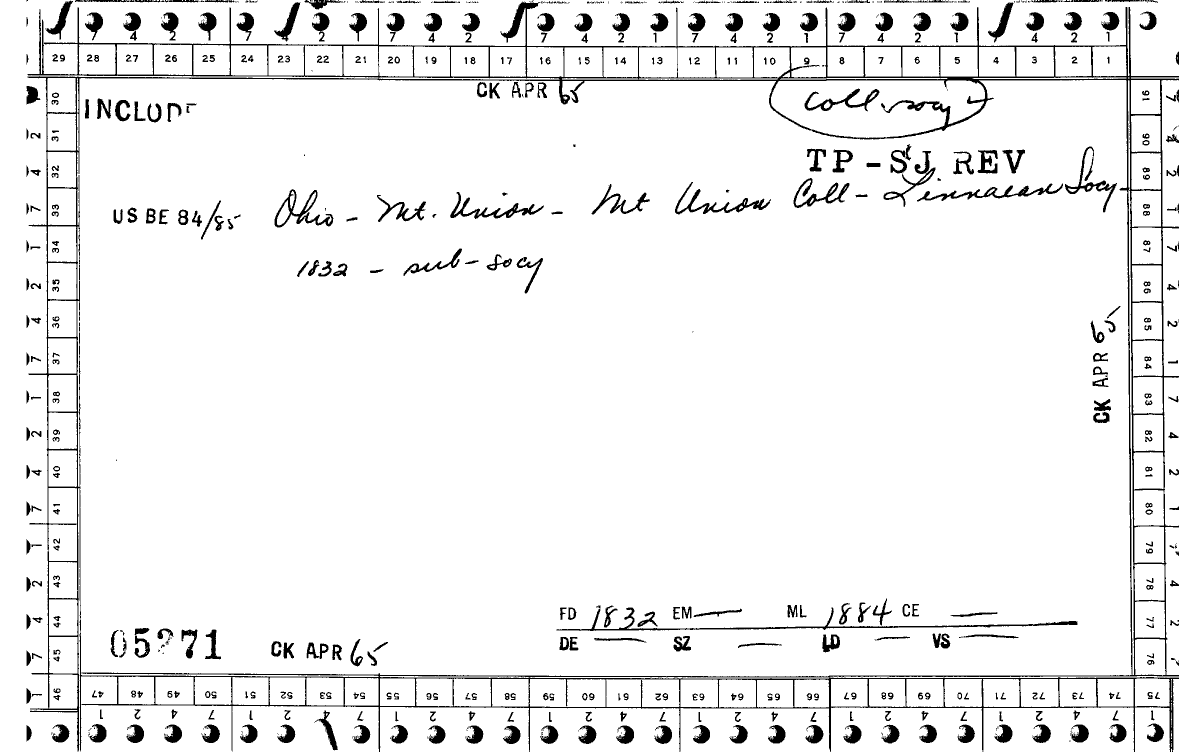 7 4 2 1 7 4 2 1 7 4 2 1 7 4 2 1 7 4 2 1 7 4 2 1 7 4 2 1
29 28 27 26 25 24 23 22 21 20 19 18 17 16 15 14 13 12 11 10 9 8 7 6 5 4 3 2 1
CK APR 65
INCLUDE
Coll. socy -
TP-SJ REV
US BE 84/85 Ohio - Mt. Union - Mt Union Coll - Linnaean Socy -
1832 - sub-socy
CK APR 65
FD 1832 EM — ML 1884 CE —
DE — SZ — LD — VS —
CK APR 65
30 31 32 33 34 35 36 37 38 39 40 41 42 43 44 45 46
91 90 89 88 87 86 85 84 83 82 81 80 79 78 77 76 75
47 48 49 50 51 52 53 54 55 56 57 58 59 60 61 62 63 64 65 66 67 68 69 70 71 72 73 74
1 2 4 7 1 2 4 7 1 2 4 7 1 2 4 7 1 2 4 7 1 2 4 7 1 2 4 7